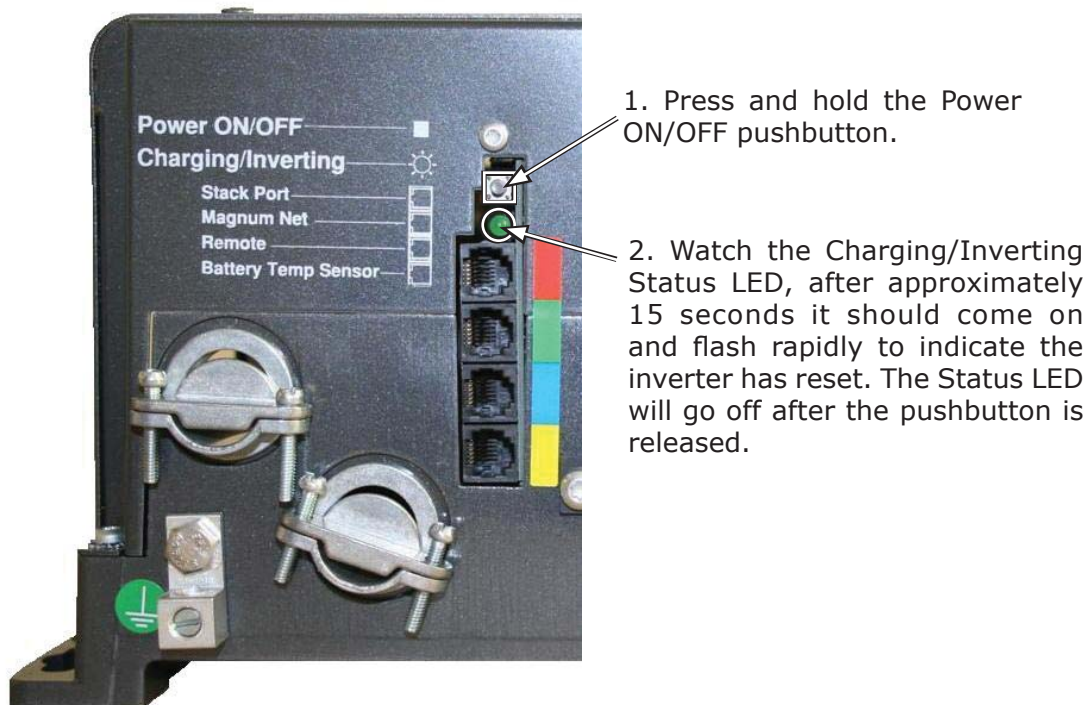 Power ON/OFF
Charging/Inverting
Stack Port
Magnum Net
Remote
Battery Temp Sensor
1. Press and hold the Power
ON/OFF pushbutton.
2. Watch the Charging/Inverting
Status LED, after approximately
15 seconds it should come on
and flash rapidly to indicate the
inverter has reset. The Status LED
will go off after the pushbutton is
released.